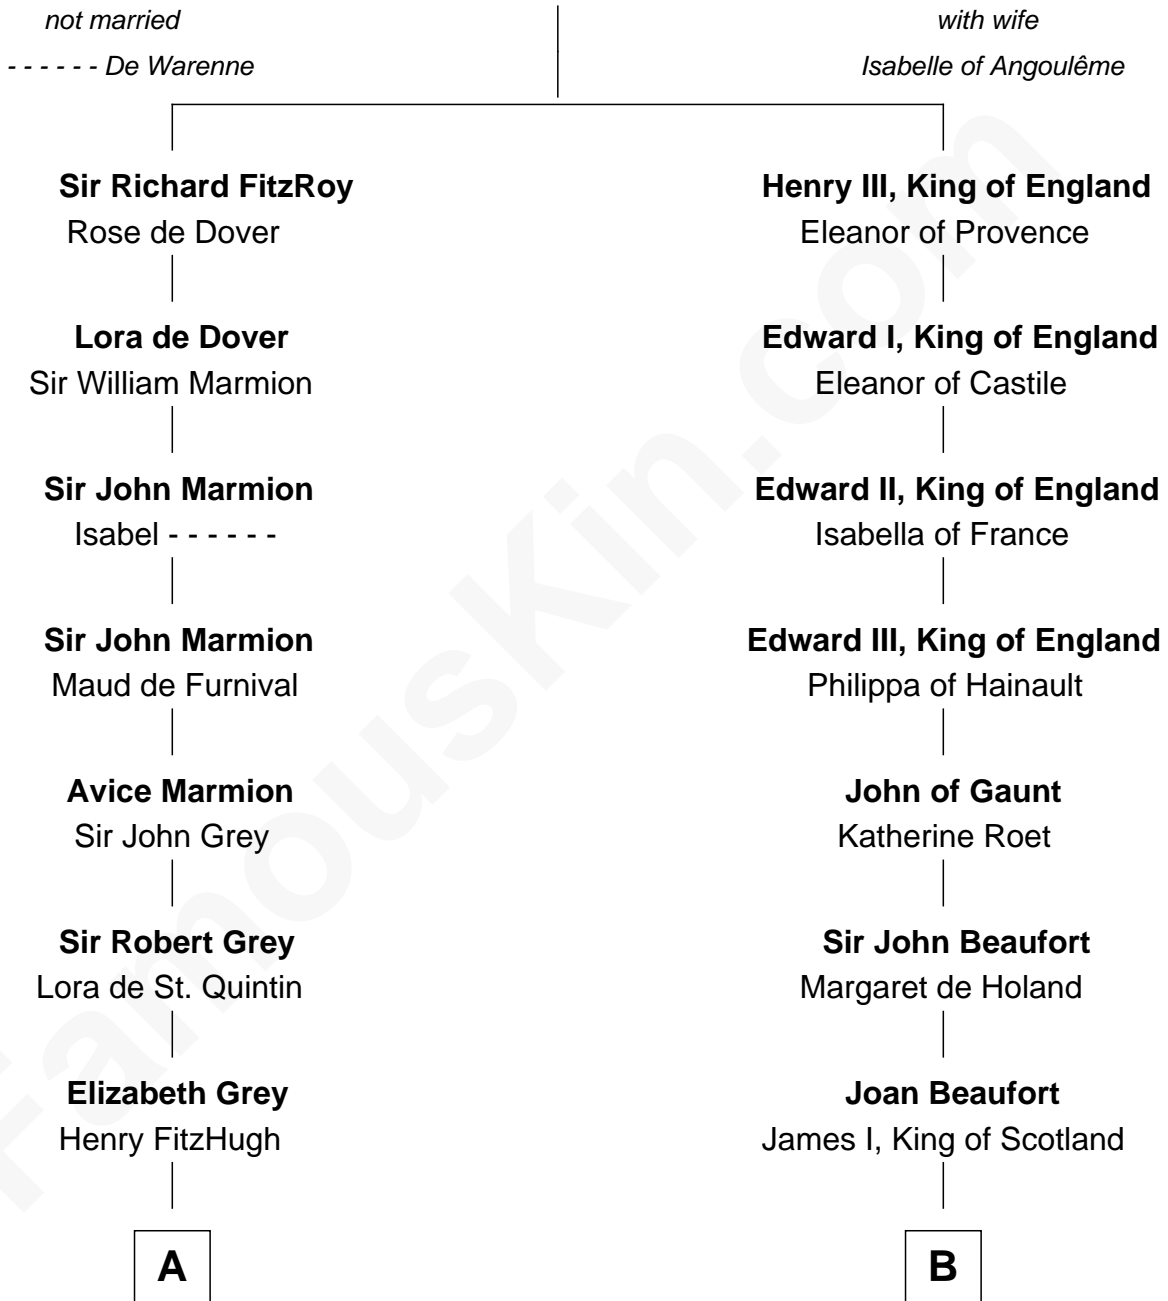 not married
with wife
- - - - - - De Warenne
Isabelle of Angoulême
Sir Richard FitzRoy
Rose de Dover
Henry III, King of England
Eleanor of Provence
Lora de Dover
Sir William Marmion
Edward I, King of England
Eleanor of Castile
Sir John Marmion
Isabel - - - - - -
Edward II, King of England
Isabella of France
Sir John Marmion
Maud de Furnival
Edward III, King of England
Philippa of Hainault
Avice Marmion
Sir John Grey
John of Gaunt
Katherine Roet
Sir Robert Grey
Lora de St. Quintin
Sir John Beaufort
Margaret de Holand
Elizabeth Grey
Henry FitzHugh
Joan Beaufort
James I, King of Scotland
A
B
FamousKin.com